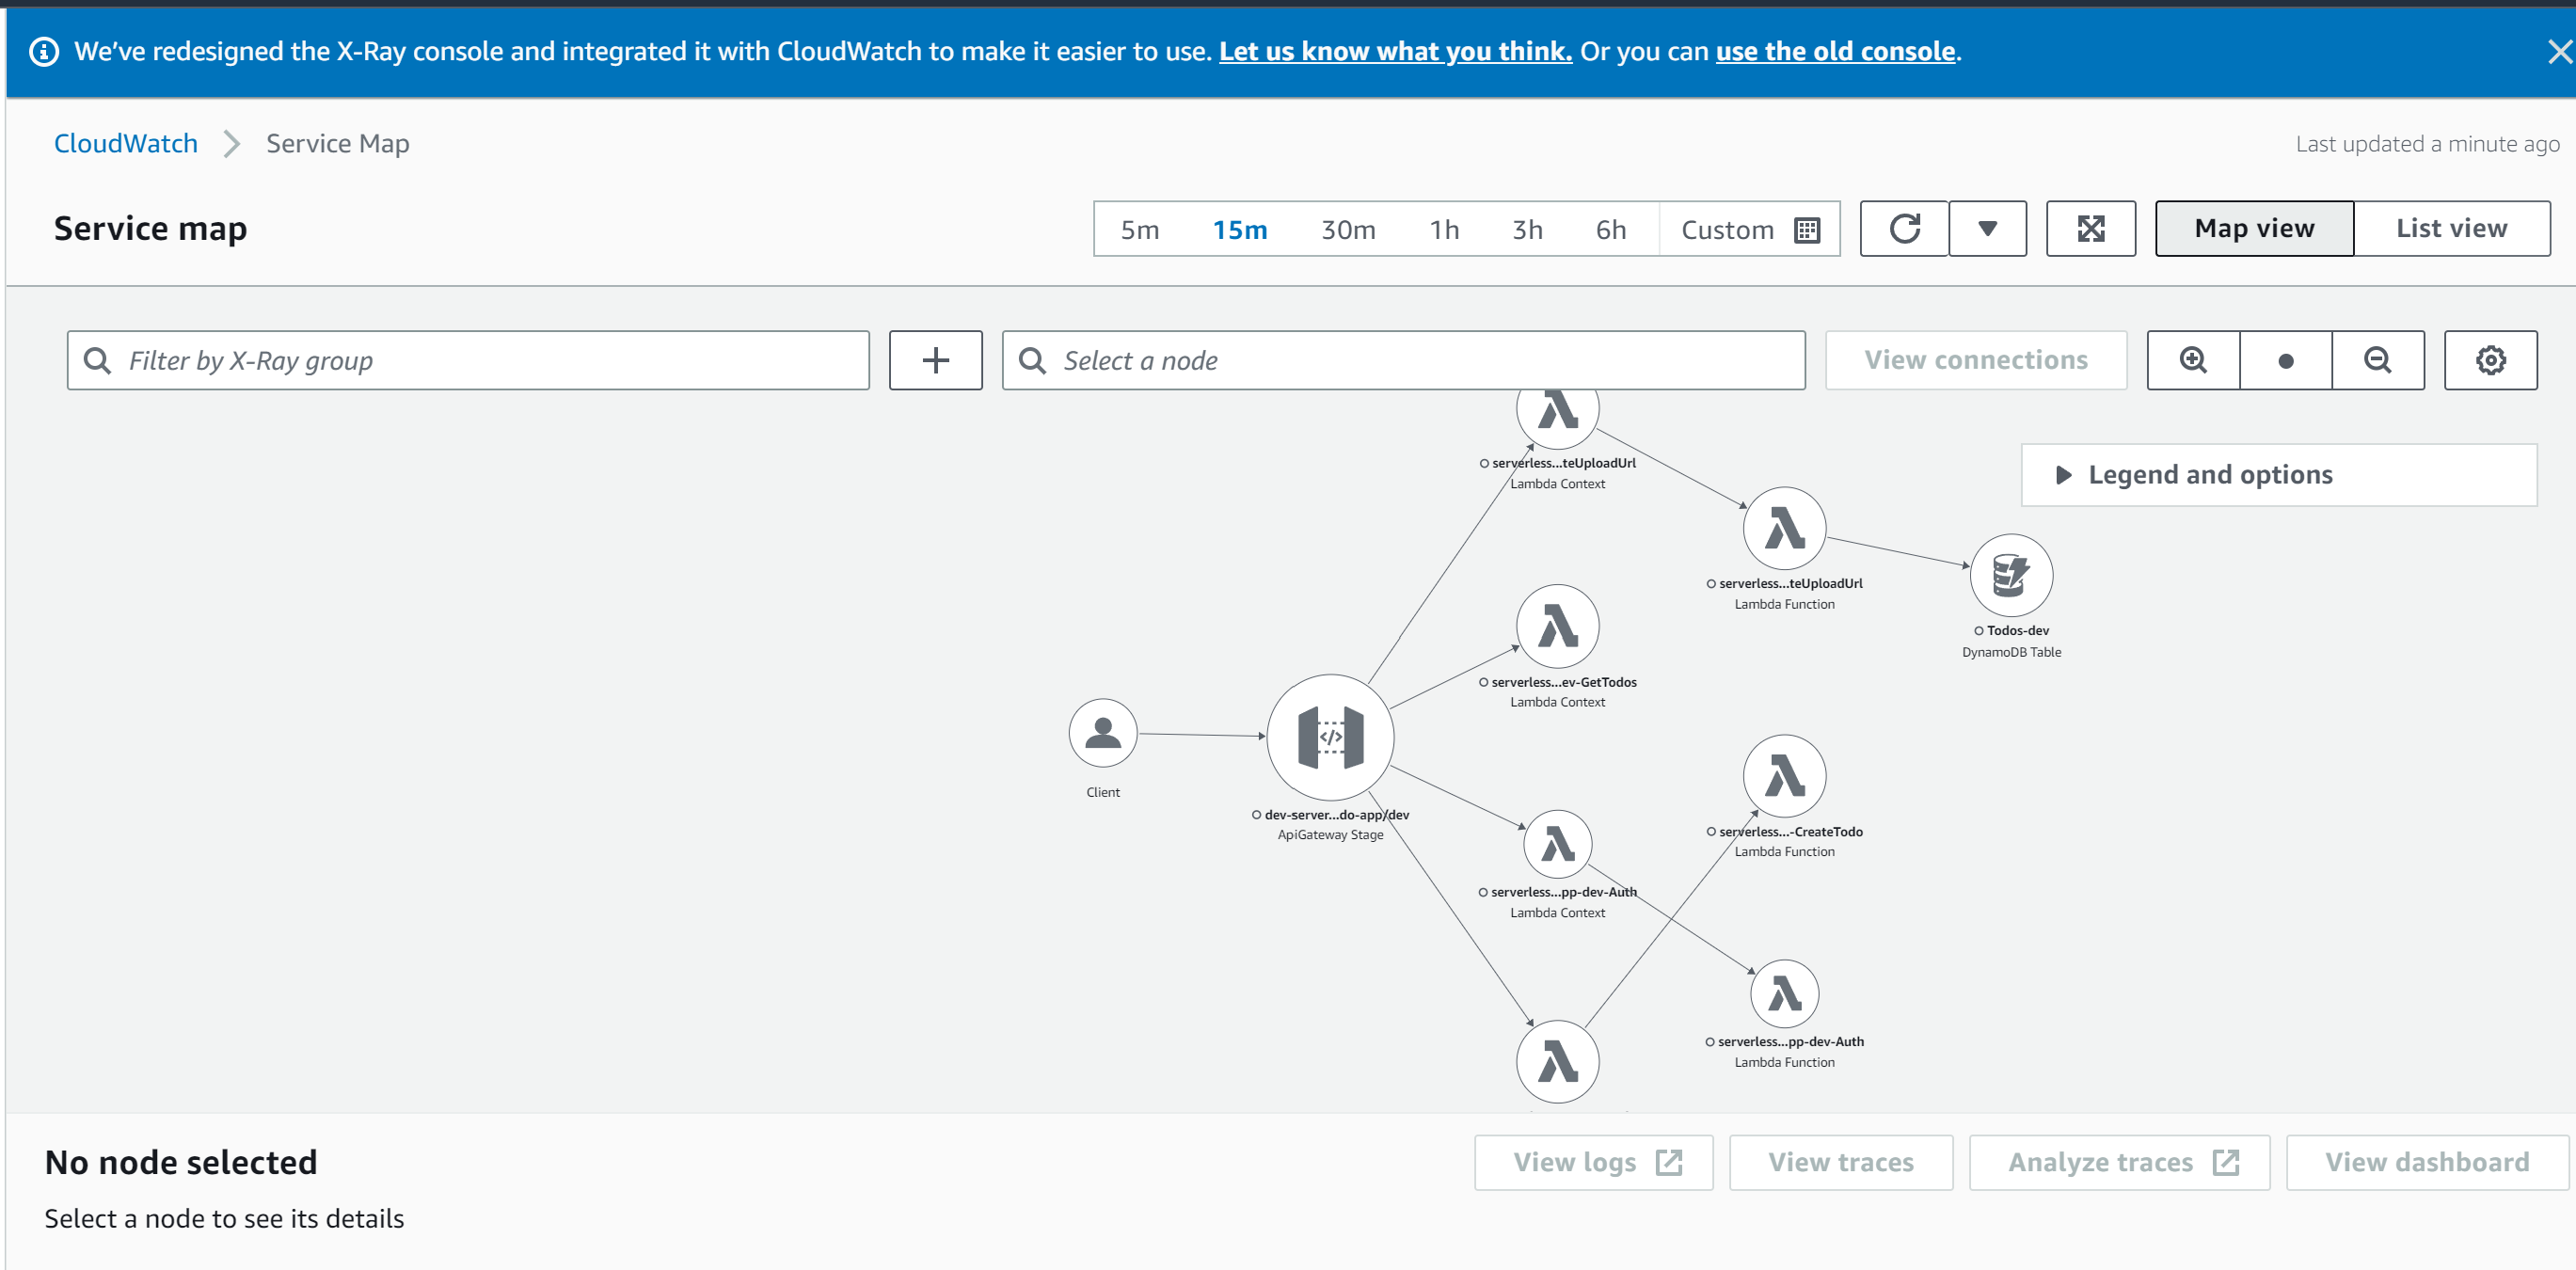 We've redesigned the X-Ray console and integrated it with CloudWatch to make it easier to use. Let us know what you think. Or you can use the old console.
CloudWatch Service Map
Last updated a minute ago
Service map
5m 15m 30m 1h 3h 6h Custom
Map view List view
Filter by X-Ray group
Select a node
View connections
Legend and options
serverless...teUploadUrl
Lambda Context
serverless...teUploadUrl
Lambda Function
Todos-dev
DynamoDB Table
serverless...ev-GetTodos
Lambda Context
Client
dev-server...do-app/dev
ApiGateway Stage
serverless...-CreateTodo
Lambda Function
serverless...pp-dev-Auth
Lambda Context
serverless...pp-dev-Auth
Lambda Function
No node selected
View logs View traces Analyze traces View dashboard
Select a node to see its details